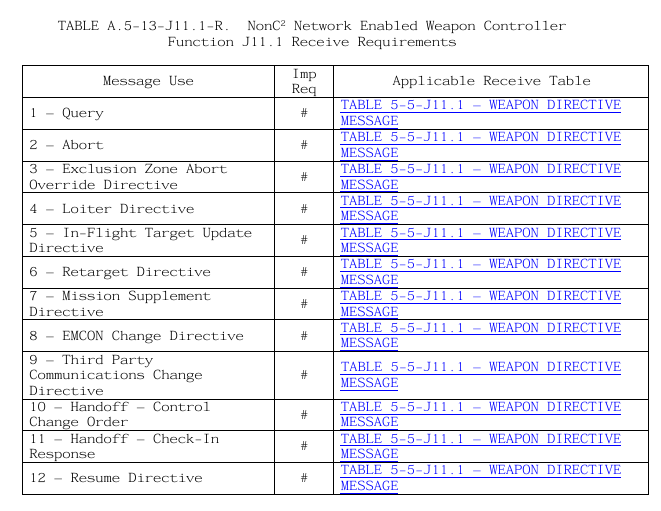 TABLE A.5-13-J11.1-R.  NonC² Network Enabled Weapon Controller
Function J11.1 Receive Requirements
Message Use
Imp
Req
Applicable Receive Table
1 – Query
#
TABLE 5-5-J11.1 – WEAPON DIRECTIVE
MESSAGE
2 – Abort
#
TABLE 5-5-J11.1 – WEAPON DIRECTIVE
MESSAGE
3 – Exclusion Zone Abort
Override Directive
#
TABLE 5-5-J11.1 – WEAPON DIRECTIVE
MESSAGE
4 – Loiter Directive
#
TABLE 5-5-J11.1 – WEAPON DIRECTIVE
MESSAGE
5 – In-Flight Target Update
Directive
#
TABLE 5-5-J11.1 – WEAPON DIRECTIVE
MESSAGE
6 – Retarget Directive
#
TABLE 5-5-J11.1 – WEAPON DIRECTIVE
MESSAGE
7 – Mission Supplement
Directive
#
TABLE 5-5-J11.1 – WEAPON DIRECTIVE
MESSAGE
8 – EMCON Change Directive
#
TABLE 5-5-J11.1 – WEAPON DIRECTIVE
MESSAGE
9 – Third Party
Communications Change
Directive
#
TABLE 5-5-J11.1 – WEAPON DIRECTIVE
MESSAGE
10 – Handoff – Control
Change Order
#
TABLE 5-5-J11.1 – WEAPON DIRECTIVE
MESSAGE
11 – Handoff – Check-In
Response
#
TABLE 5-5-J11.1 – WEAPON DIRECTIVE
MESSAGE
12 – Resume Directive
#
TABLE 5-5-J11.1 – WEAPON DIRECTIVE
MESSAGE